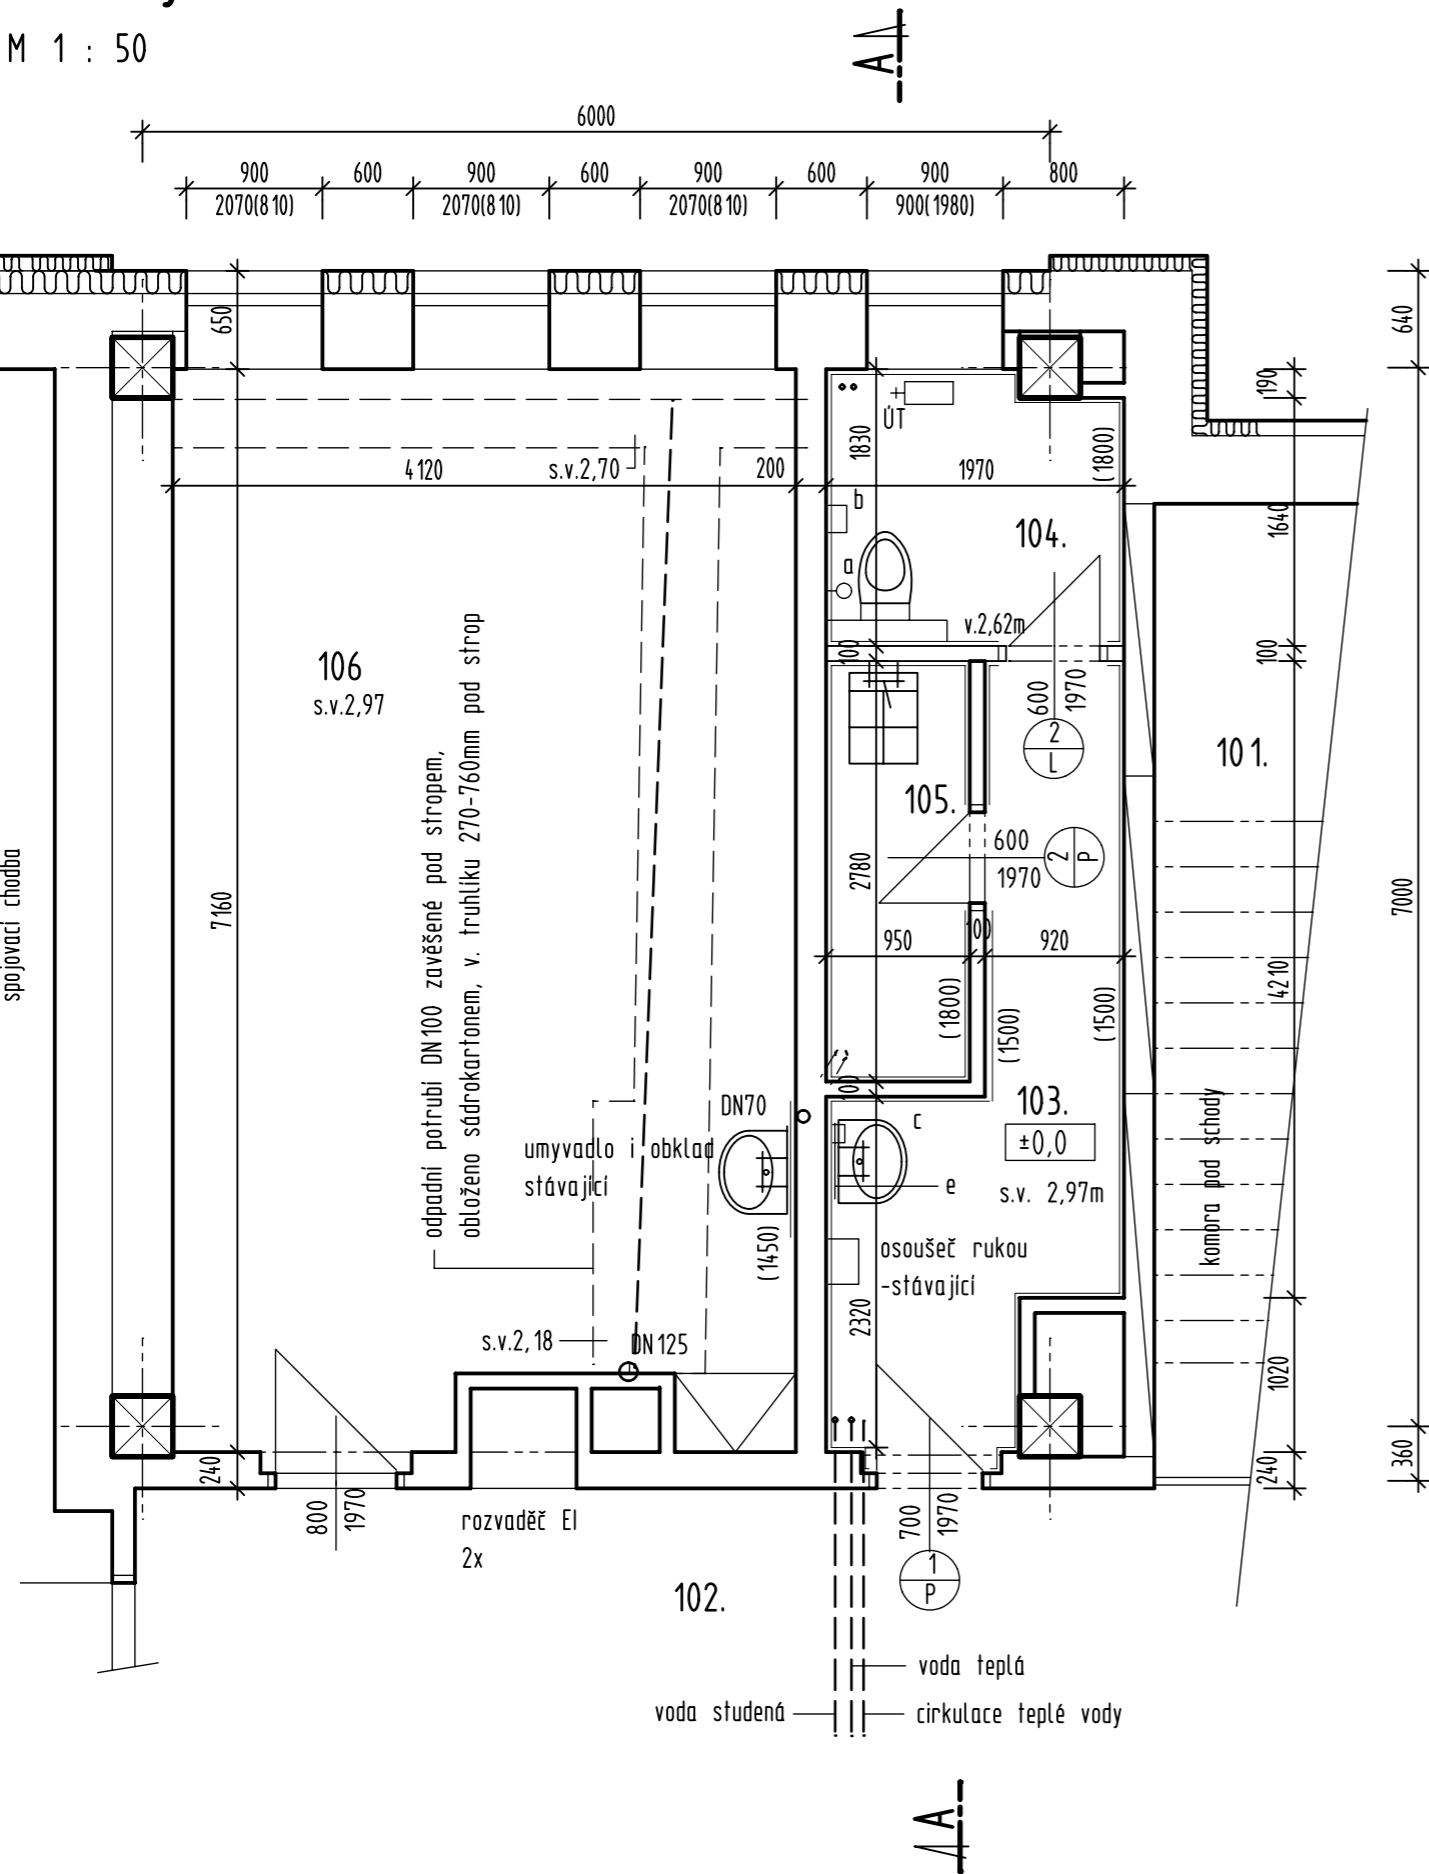 M 1 : 50
A
6000
900 600 900 600 900 600 900 800
2070(810) 2070(810) 2070(810) 900(1980)
650
640
190
ÚT
1830
(1800)
4120
s.v.2,70
200
1970
b
104.
1640
a
v.2,62m
100
100
106
s.v.2,97
600
1970
2
L
101.
105.
odpadní potrubí DN100 zavěšené pod stropem,
obloženo sádrokartonem, v. truhlíku 270-760mm pod strop
spojovací chodba
7160
2780
600
1970
2
P
7000
950
100
920
4210
(1800)
(1500)
(1500)
100
DN70
c
103.
±0,0
umyvadlo i obklad
stávající
e
s.v. 2,97m
komora pod schody
(1450)
osoušeč rukou
-stávající
2320
s.v.2,18
DN125
1020
240
360
240
800
1970
rozvaděč El
2x
700
1970
1
P
102.
voda teplá
voda studená
cirkulace teplé vody
A